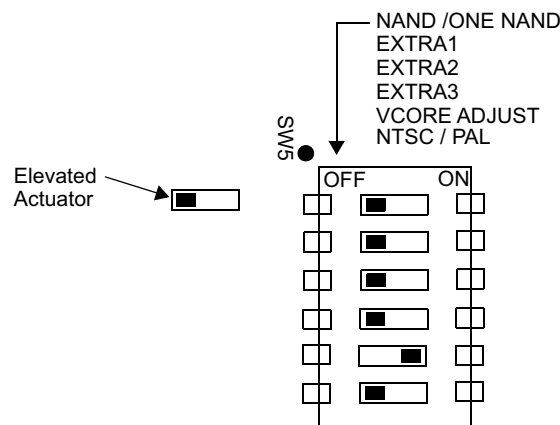 NAND /ONE NAND
EXTRA1
EXTRA2
EXTRA3
VCORE ADJUST
NTSC / PAL
SW5
OFF ON
Elevated
Actuator